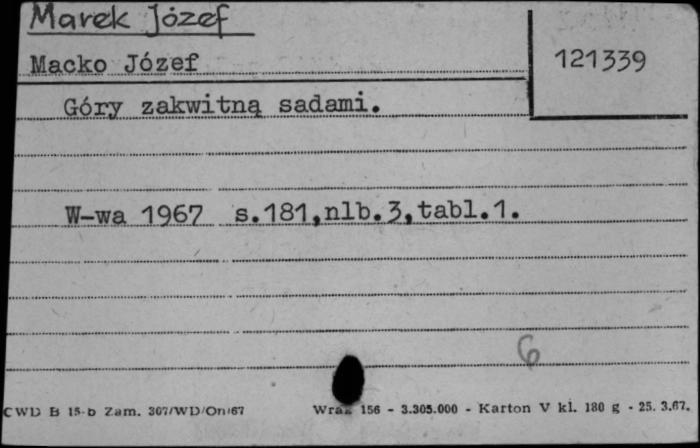 Marek Józef
Macko Józef
121339
Góry zakwitną sadami.
W-wa 1967 s.181,nlb.3,tabl.1.
6
CWD B 15-b Zam. 307/WD/On/67 Wraz 156 - 3.305.000 - Karton V kl. 180 g - 25. 3.67.